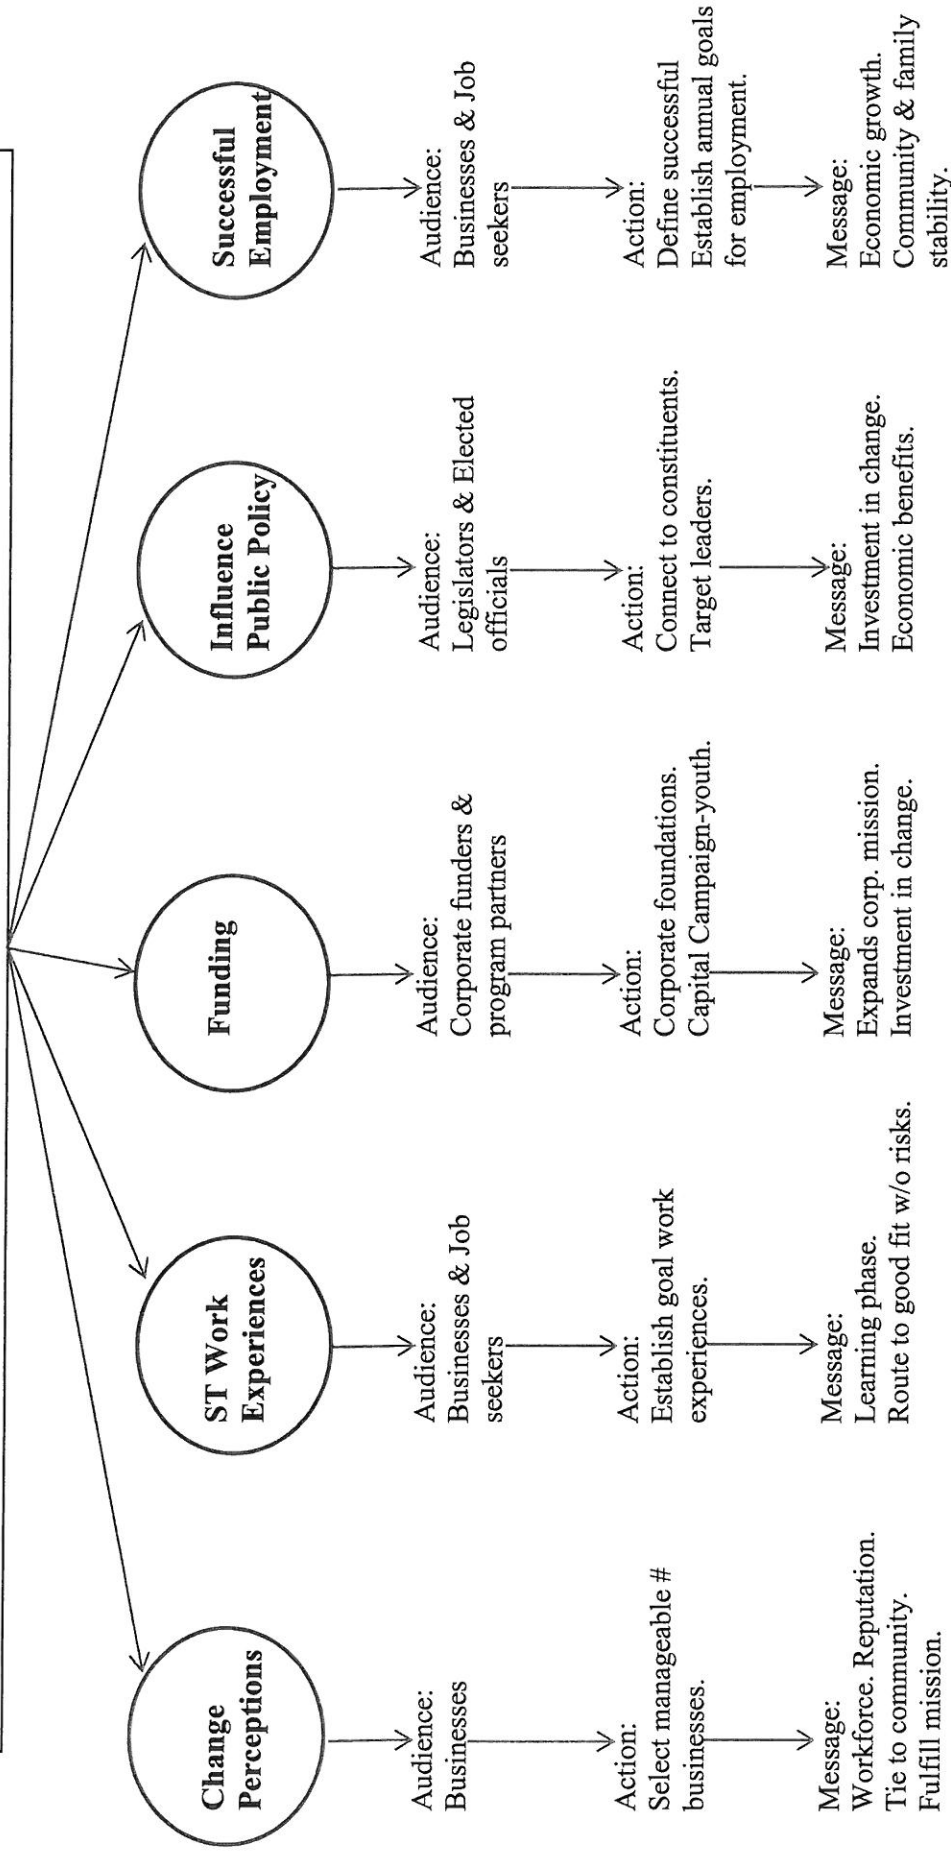 Change
Perceptions
Audience:
Businesses
Action:
Select manageable #
businesses.
Message:
Workforce. Reputation.
Tie to community.
Fulfill mission.
ST Work
Experiences
Audience:
Businesses & Job
seekers
Action:
Establish goal work
experiences.
Message:
Learning phase.
Route to good fit w/o risks.
Funding
Audience:
Corporate funders &
program partners
Action:
Corporate foundations.
Capital Campaign-youth.
Message:
Expands corp. mission.
Investment in change.
Influence
Public Policy
Audience:
Legislators & Elected
officials
Action:
Connect to constituents.
Target leaders.
Message:
Investment in change.
Economic benefits.
Successful
Employment
Audience:
Businesses & Job
seekers
Action:
Define successful
Establish annual goals
for employment.
Message:
Economic growth.
Community & family
stability.